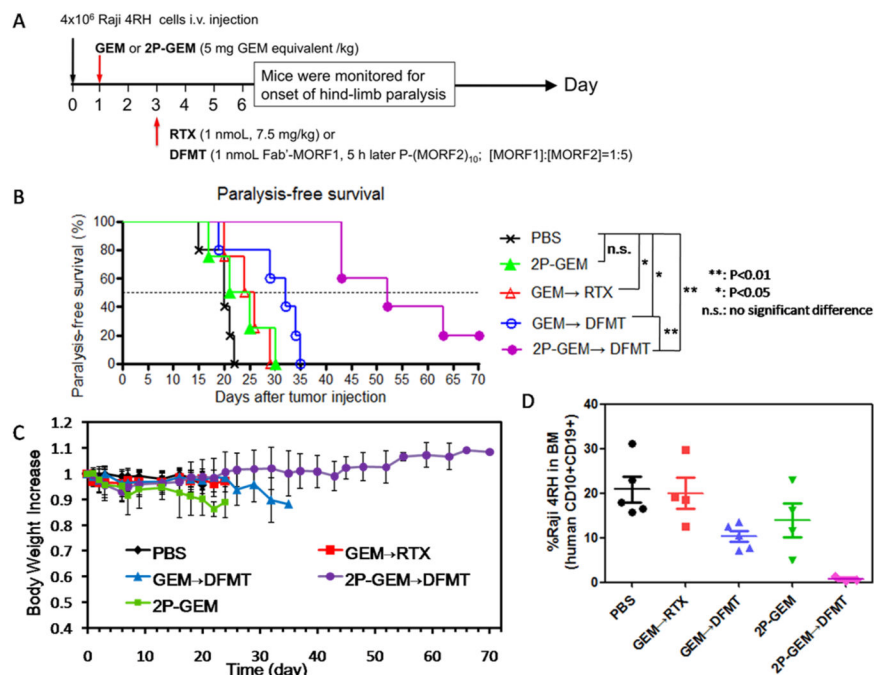 A
4x10⁶ Raji 4RH cells i.v. injection
GEM or 2P-GEM (5 mg GEM equivalent /kg)
Mice were monitored for
onset of hind-limb paralysis
Day
0 1 2 3 4 5 6
RTX (1 nmoL, 7.5 mg/kg) or
DFMT (1 nmoL Fab'-MORF1, 5 h later P-(MORF2)₁₀; [MORF1]:[MORF2]=1:5)
B
Paralysis-free survival
Paralysis-free survival (%)
100
80
60
40
20
0
0 5 10 15 20 25 30 35 40 45 50 55 60 65 70
Days after tumor injection
PBS
2P-GEM
GEM→ RTX
GEM→ DFMT
2P-GEM→ DFMT
n.s.
*
*
**
**
**: P<0.01
*: P<0.05
n.s.: no significant difference
C
Body Weight Increase
1.2
1.1
1
0.9
0.8
0.7
0.6
0.5
0.4
0 10 20 30 40 50 60 70
Time (day)
PBS
GEM→RTX
GEM→DFMT
2P-GEM→DFMT
2P-GEM
D
%Raji 4RH in BM
(human CD10+CD19+)
40
30
20
10
0
PBS
GEM→RTX
GEM→DFMT
2P-GEM
2P-GEM→DFMT